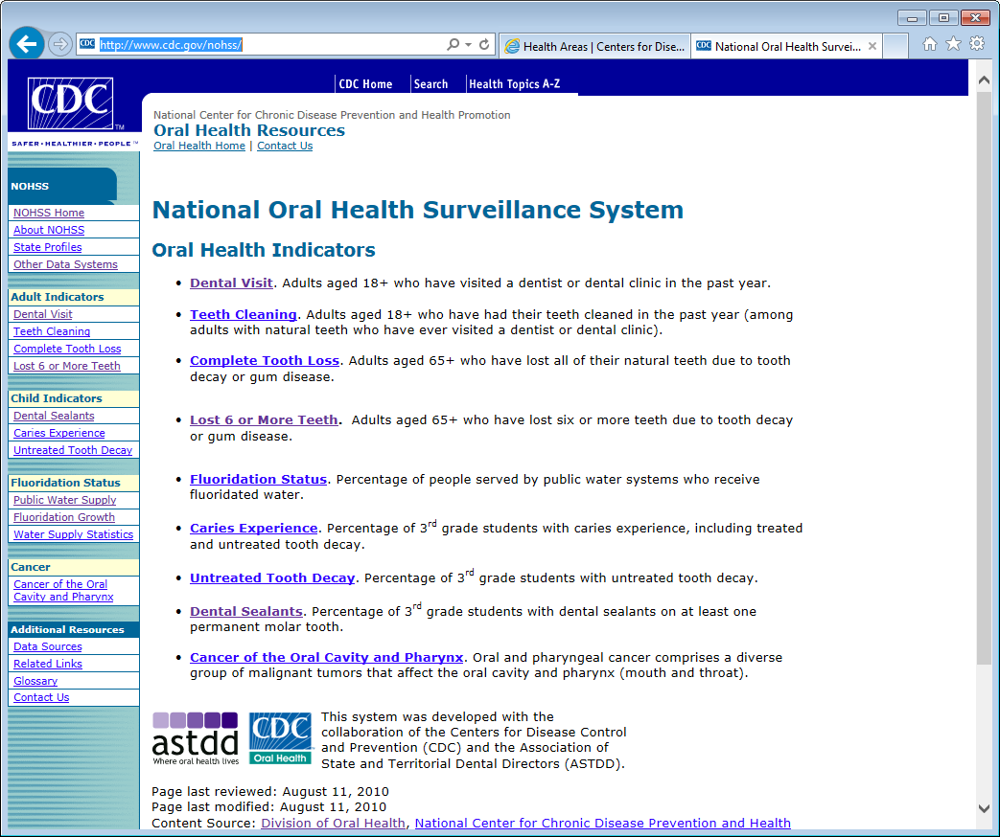 http://www.cdc.gov/nohss/
Health Areas | Centers for Dise...
National Oral Health Survei...
CDC Home
Search
Health Topics A-Z
CDC TM
SAFER • HEALTHIER • PEOPLE™
National Center for Chronic Disease Prevention and Health Promotion
Oral Health Resources
Oral Health Home | Contact Us
NOHSS
NOHSS Home
About NOHSS
State Profiles
Other Data Systems
Adult Indicators
Dental Visit
Teeth Cleaning
Complete Tooth Loss
Lost 6 or More Teeth
Child Indicators
Dental Sealants
Caries Experience
Untreated Tooth Decay
Fluoridation Status
Public Water Supply
Fluoridation Growth
Water Supply Statistics
Cancer
Cancer of the Oral
Cavity and Pharynx
Additional Resources
Data Sources
Related Links
Glossary
Contact Us
National Oral Health Surveillance System
Oral Health Indicators
• Dental Visit. Adults aged 18+ who have visited a dentist or dental clinic in the past year.
• Teeth Cleaning. Adults aged 18+ who have had their teeth cleaned in the past year (among
adults with natural teeth who have ever visited a dentist or dental clinic).
• Complete Tooth Loss. Adults aged 65+ who have lost all of their natural teeth due to tooth
decay or gum disease.
• Lost 6 or More Teeth. Adults aged 65+ who have lost six or more teeth due to tooth decay
or gum disease.
• Fluoridation Status. Percentage of people served by public water systems who receive
fluoridated water.
• Caries Experience. Percentage of 3rd grade students with caries experience, including treated
and untreated tooth decay.
• Untreated Tooth Decay. Percentage of 3rd grade students with untreated tooth decay.
• Dental Sealants. Percentage of 3rd grade students with dental sealants on at least one
permanent molar tooth.
• Cancer of the Oral Cavity and Pharynx. Oral and pharyngeal cancer comprises a diverse
group of malignant tumors that affect the oral cavity and pharynx (mouth and throat).
astdd
Where oral health lives
CDC
Oral Health
This system was developed with the
collaboration of the Centers for Disease Control
and Prevention (CDC) and the Association of
State and Territorial Dental Directors (ASTDD).
Page last reviewed: August 11, 2010
Page last modified: August 11, 2010
Content Source: Division of Oral Health, National Center for Chronic Disease Prevention and Health